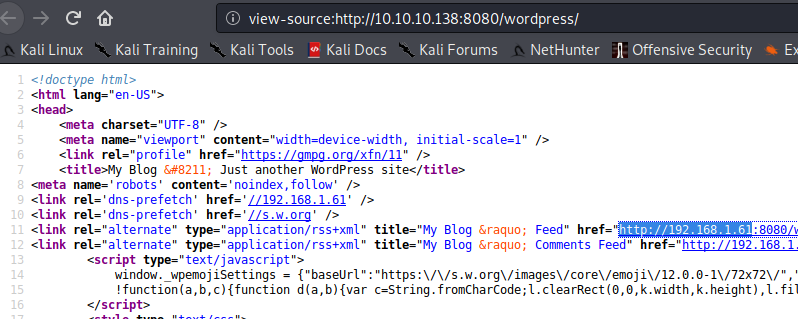 view-source:http://10.10.10.138:8080/wordpress/
Kali Linux Kali Training Kali Tools Kali Docs Kali Forums NetHunter Offensive Security Ex
1 <!doctype html>
2 <html lang="en-US">
3 <head>
4 <meta charset="UTF-8" />
5 <meta name="viewport" content="width=device-width, initial-scale=1" />
6 <link rel="profile" href="https://gmpg.org/xfn/11" />
7 <title>My Blog &#8211; Just another WordPress site</title>
8 <meta name='robots' content='noindex,follow' />
9 <link rel='dns-prefetch' href='//192.168.1.61' />
10 <link rel='dns-prefetch' href='//s.w.org' />
11 <link rel="alternate" type="application/rss+xml" title="My Blog &raquo; Feed" href="http://192.168.1.61:8080/w
12 <link rel="alternate" type="application/rss+xml" title="My Blog &raquo; Comments Feed" href="http://192.168.1.
13 <script type="text/javascript">
14 window._wpemojiSettings = {"baseUrl":"https:\/\/s.w.org\/images\/core\/emoji\/12.0.0-1\/72x72\/","
15 !function(a,b,c){function d(a,b){var c=String.fromCharCode;l.clearRect(0,0,k.width,k.height),l.fil
16 </script>
17 <style type="text/css">